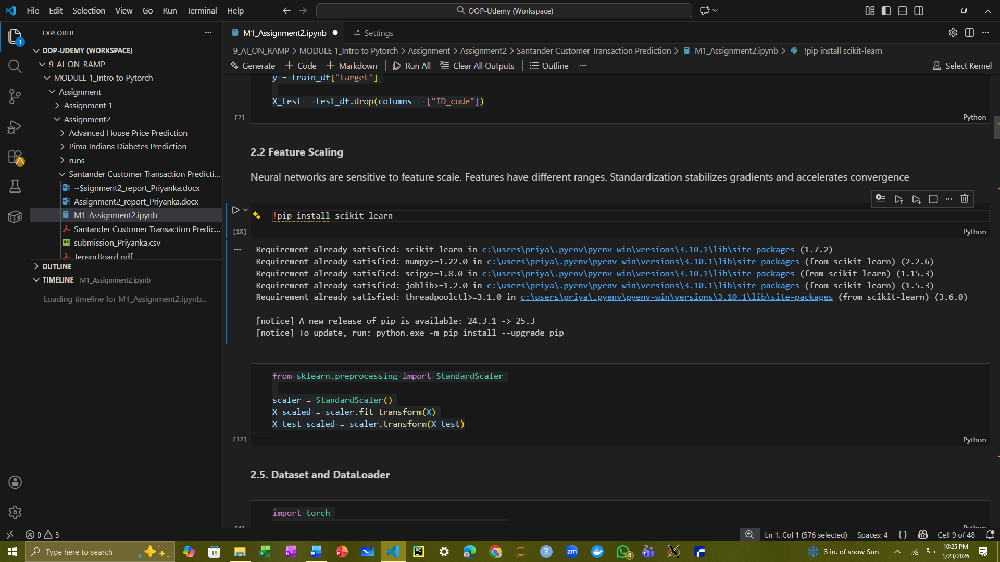 File Edit Selection View Go Run Terminal Help
OOP-Udemy (Workspace)
EXPLORER
OOP-UDEMY (WORKSPACE)
9_AI_ON_RAMP
MODULE 1_Intro to Pytorch
Assignment
Assignment 1
Assignment2
Advanced House Price Prediction
Pima Indians Diabetes Prediction
runs
Santander Customer Transaction Predicti...
~$signment2_report_Priyanka.docx
Assignment2_report_Priyanka.docx
M1_Assignment2.ipynb
Santander Customer Transaction Predic...
submission_Priyanka.csv
TensorBoard.pdf
OUTLINE
TIMELINE M1_Assignment2.ipynb
Loading timeline for M1_Assignment2.ipynb...
M1_Assignment2.ipynb Settings
9_AI_ON_RAMP > MODULE 1_Intro to Pytorch > Assignment > Assignment2 > Santander Customer Transaction Prediction > M1_Assignment2.ipynb > !pip install scikit-learn
Generate + Code + Markdown Run All Clear All Outputs Outline ... Select Kernel
y = train_df["target"]
X_test = test_df.drop(columns = ["ID_code"])
[2] Python
2.2 Feature Scaling
Neural networks are sensitive to feature scale. Features have different ranges. Standardization stabilizes gradients and accelerates convergence
!pip install scikit-learn
[18] Python
Requirement already satisfied: scikit-learn in c:\users\priya\.pyenv\pyenv-win\versions\3.10.1\lib\site-packages (1.7.2)
Requirement already satisfied: numpy>=1.22.0 in c:\users\priya\.pyenv\pyenv-win\versions\3.10.1\lib\site-packages (from scikit-learn) (2.2.6)
Requirement already satisfied: scipy>=1.8.0 in c:\users\priya\.pyenv\pyenv-win\versions\3.10.1\lib\site-packages (from scikit-learn) (1.15.3)
Requirement already satisfied: joblib>=1.2.0 in c:\users\priya\.pyenv\pyenv-win\versions\3.10.1\lib\site-packages (from scikit-learn) (1.5.3)
Requirement already satisfied: threadpoolctl>=3.1.0 in c:\users\priya\.pyenv\pyenv-win\versions\3.10.1\lib\site-packages (from scikit-learn) (3.6.0)
[notice] A new release of pip is available: 24.3.1 -> 25.3
[notice] To update, run: python.exe -m pip install --upgrade pip
from sklearn.preprocessing import StandardScaler
scaler = StandardScaler()
X_scaled = scaler.fit_transform(X)
X_test_scaled = scaler.transform(X_test)
[12] Python
2.5. Dataset and DataLoader
import torch
[4] Python
0 3
Ln 1, Col 1 (576 selected) Spaces: 4 { } Cell 9 of 48
Type here to search
3 in. of snow Sun
10:25 PM
1/23/2026